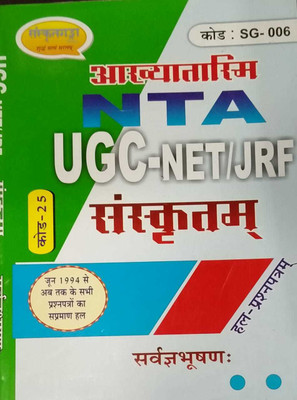 संस्कृतगङ्गा
कोड : SG- 006
आख्यातास्मि
NTA
UGC-NET/JRF
संस्कृतम्
कोड-25
जून 1994 से
अब तक के सभी
प्रश्नपत्रों का
सप्रमाण हल
हल-प्रश्नपत्रम्
सर्वज्ञभूषणः